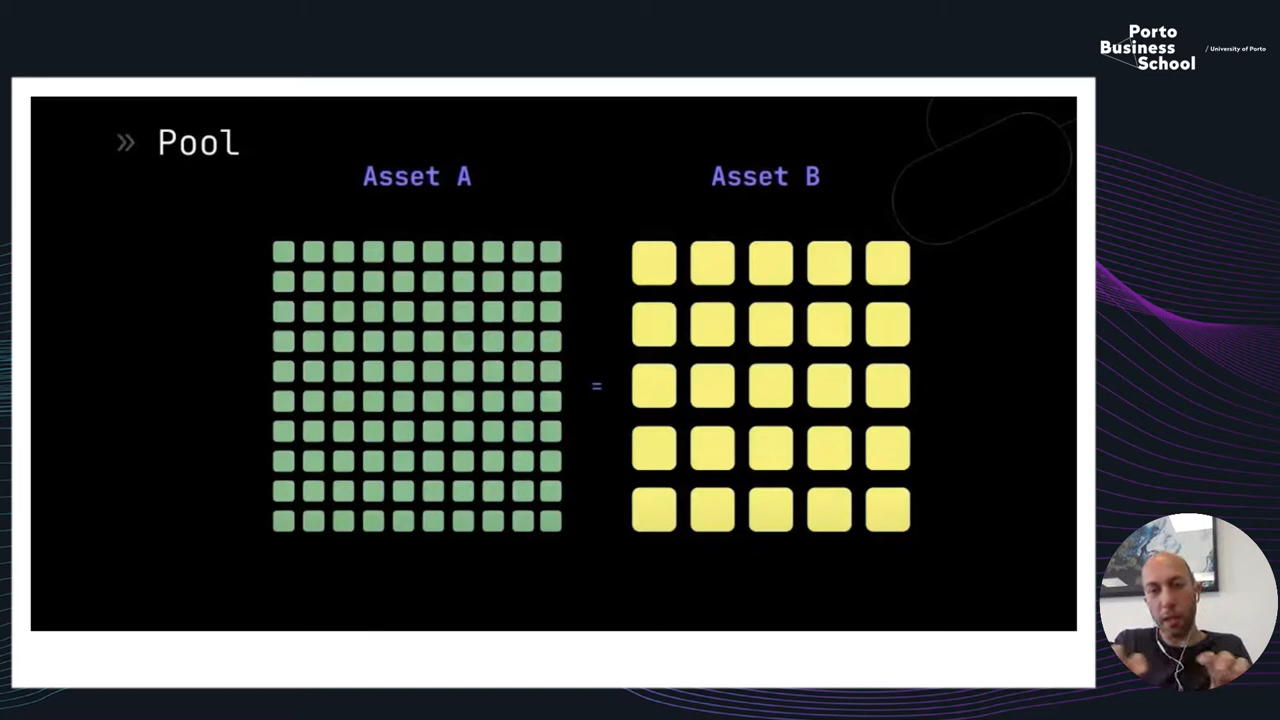 Porto
Business
School
/ University of Porto
» Pool
Asset A
Asset B
=